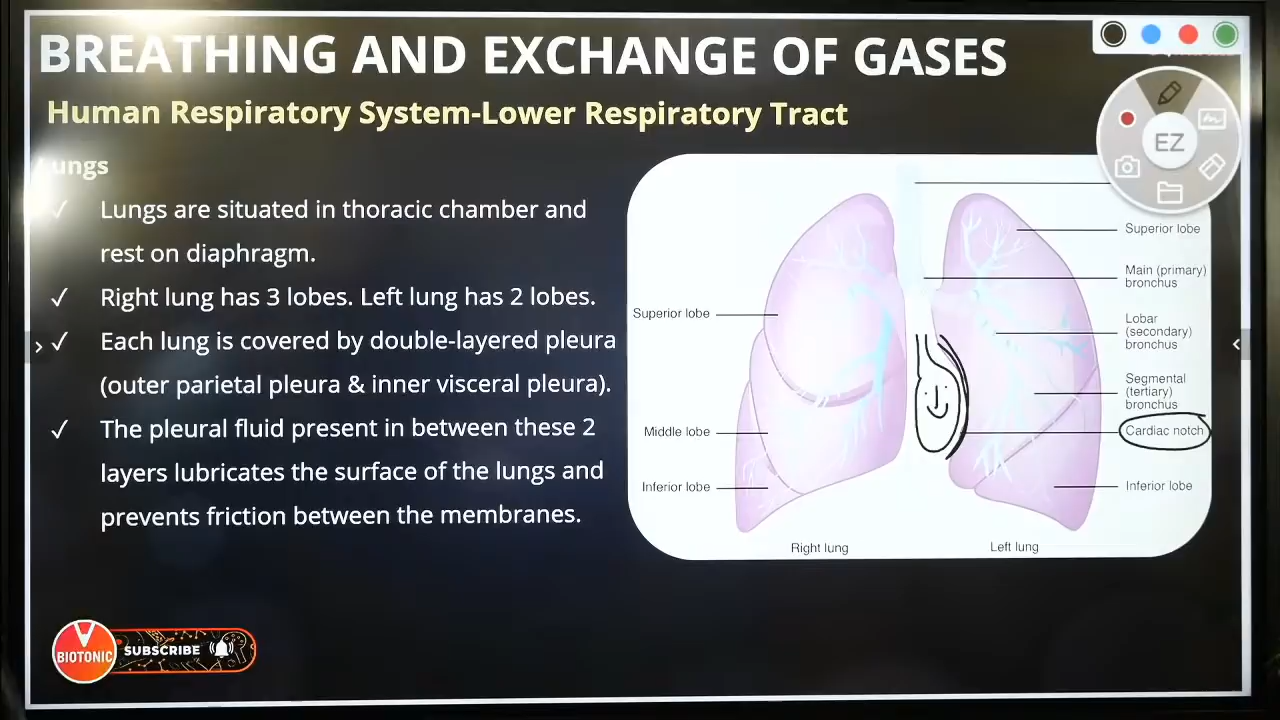 BREATHING AND EXCHANGE OF GASES
Human Respiratory System-Lower Respiratory Tract
Lungs
✓ Lungs are situated in thoracic chamber and
rest on diaphragm.
✓ Right lung has 3 lobes. Left lung has 2 lobes.
✓ Each lung is covered by double-layered pleura
(outer parietal pleura & inner visceral pleura).
✓ The pleural fluid present in between these 2
layers lubricates the surface of the lungs and
prevents friction between the membranes.
EZ
Superior lobe
Main (primary)
bronchus
Superior lobe
Lobar
(secondary)
bronchus
Segmental
(tertiary)
bronchus
Middle lobe
Cardiac notch
Inferior lobe
Inferior lobe
Right lung
Left lung
BIOTONIC
SUBSCRIBE